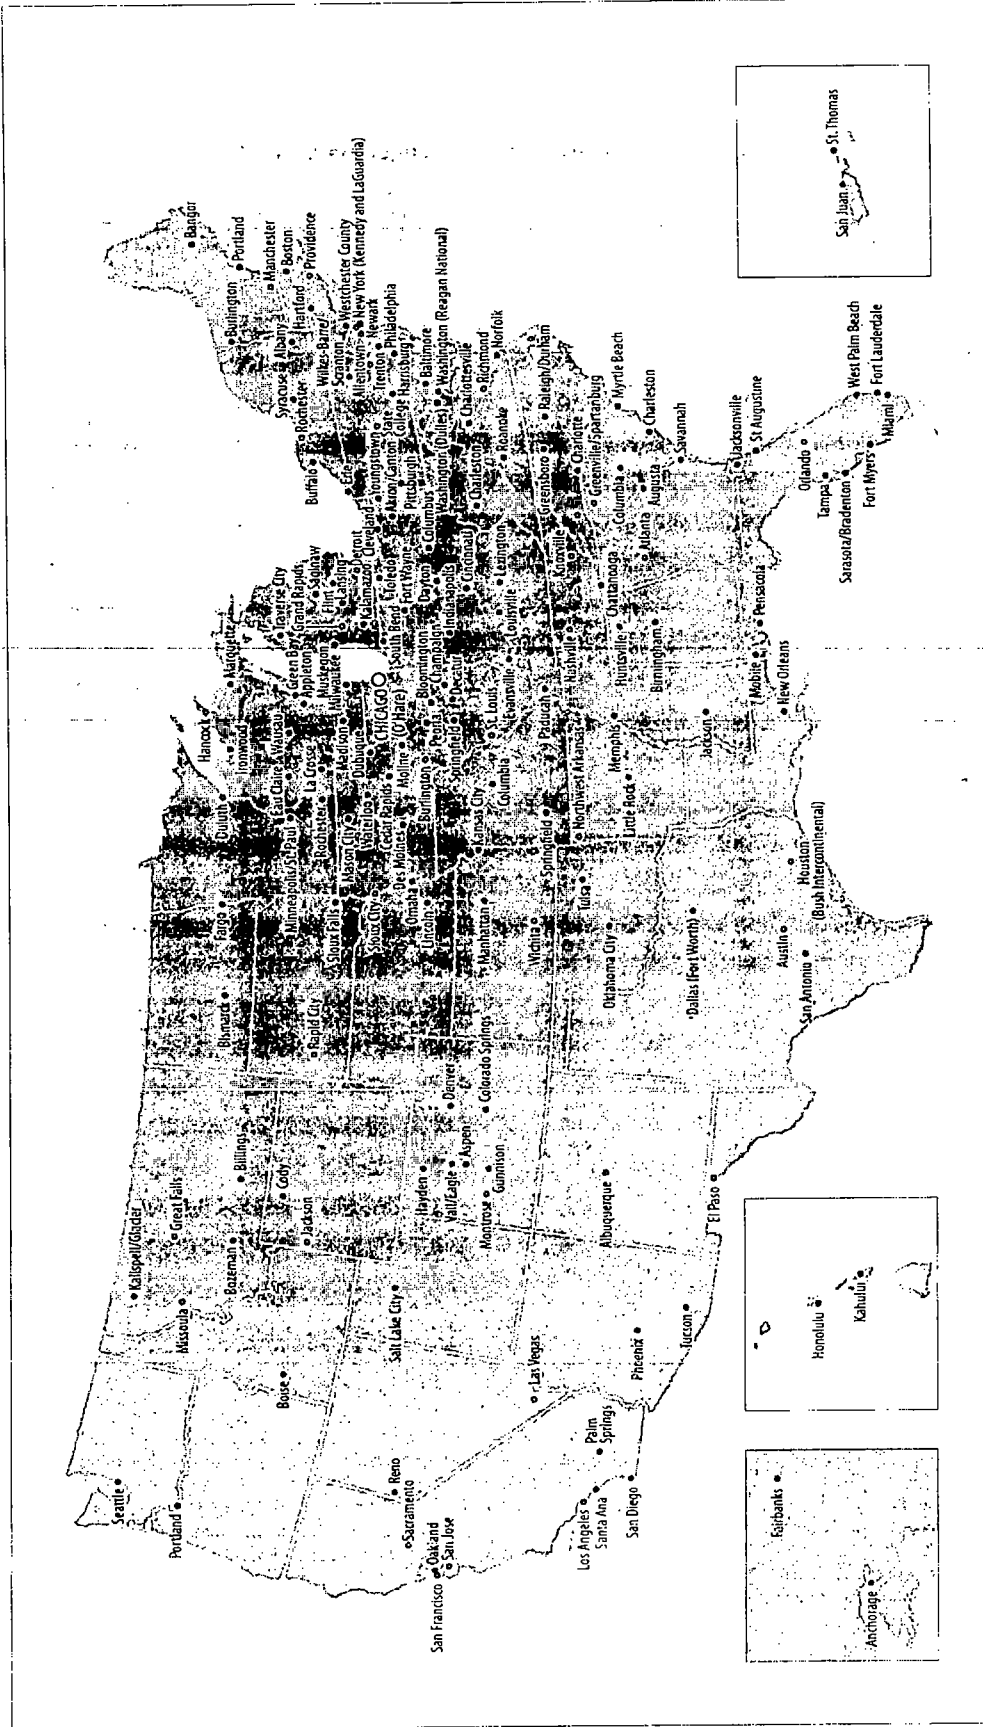 Seattle
Portland
San Francisco
Oakland
San Jose
Sacramento
Reno
Los Angeles
Santa Ana
Palm
Springs
San Diego
Las Vegas
Boise
Missoula
Kalispell/Glacier
Great Falls
Bozeman
Billings
Cody
Jackson
Salt Lake City
Hayden
Vail/Eagle
Aspen
Montrose
Gunnison
Denver
Colorado Springs
Albuquerque
Phoenix
Tucson
El Paso
Bismarck
Rapid City
Fargo
Sioux Falls
Sioux City
Omaha
Lincoln
Manhattan
Wichita
Oklahoma City
Tulsa
Dallas (Fort Worth)
Austin
San Antonio
Houston
(Bush Intercontinental)
Duluth
Minneapolis/St. Paul
Rochester
Mason City
Waterloo
Des Moines
Cedar Rapids
Kansas City
Springfield
Columbia
Northwest Arkansas
Little Rock
Hancock
Ironwood
Eau Claire
Wausau
La Crosse
Madison
Dubuque
Moline
Burlington
Peoria
Springfield
St. Louis
Paducah
Memphis
Jackson
New Orleans
Marquette
Green Bay
Appleton
Milwaukee
CHICAGO
(O'Hare)
Bloomington
Champaign
Decatur
Evansville
Nashville
Huntsville
Birmingham
Mobile
Pensacola
Traverse City
Grand Rapids
Muskegon
Saginaw
Flint
Lansing
Detroit
Kalamazoo
South Bend
Fort Wayne
Toledo
Cleveland
Indianapolis
Dayton
Cincinnati
Louisville
Lexington
Knoxville
Chattanooga
Atlanta
Akron/Canton
Youngstown
Columbus
Pittsburgh
Charleston
Erie
Buffalo
Rochester
Syracuse
Albany
Burlington
Bangor
Portland
Manchester
Boston
Providence
Hartford
Wilkes-Barre/
Scranton
Westchester County
New York (Kennedy and LaGuardia)
Newark
Allentown
Trenton
Philadelphia
State
College
Harrisburg
Baltimore
Washington (Reagan National)
Washington (Dulles)
Charlottesville
Richmond
Norfolk
Roanoke
Raleigh/Durham
Greensboro
Charlotte
Greenville/Spartanburg
Columbia
Myrtle Beach
Charleston
Augusta
Savannah
Jacksonville
St Augustine
Orlando
Tampa
Sarasota/Bradenton
Fort Myers
West Palm Beach
Fort Lauderdale
Miami
Fairbanks
Anchorage
Honolulu
Kahului
San Juan
St. Thomas